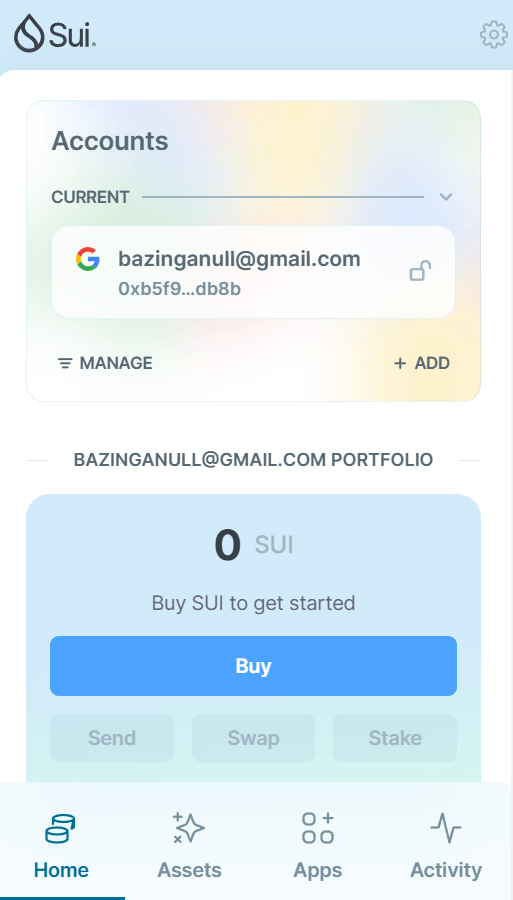 Sui
Accounts
CURRENT
bazinganull@gmail.com
0xb5f9...db8b
MANAGE
+ ADD
BAZINGANULL@GMAIL.COM PORTFOLIO
0 SUI
Buy SUI to get started
Buy
Send Swap Stake
Home Assets Apps Activity